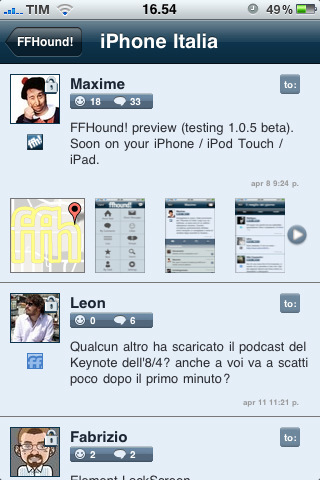 TIM 16.54 49%
FFHound! iPhone Italia
Maxime to:
18 33
FFHound! preview (testing 1.0.5 beta).
Soon on your iPhone / iPod Touch /
iPad.
apr 8 9:24 p.
Leon to:
0 6
Qualcun altro ha scaricato il podcast del
Keynote dell'8/4? anche a voi va a scatti
poco dopo il primo minuto?
apr 11 11:21 p.
ff
Fabrizio to:
2 2
Element LockScreen